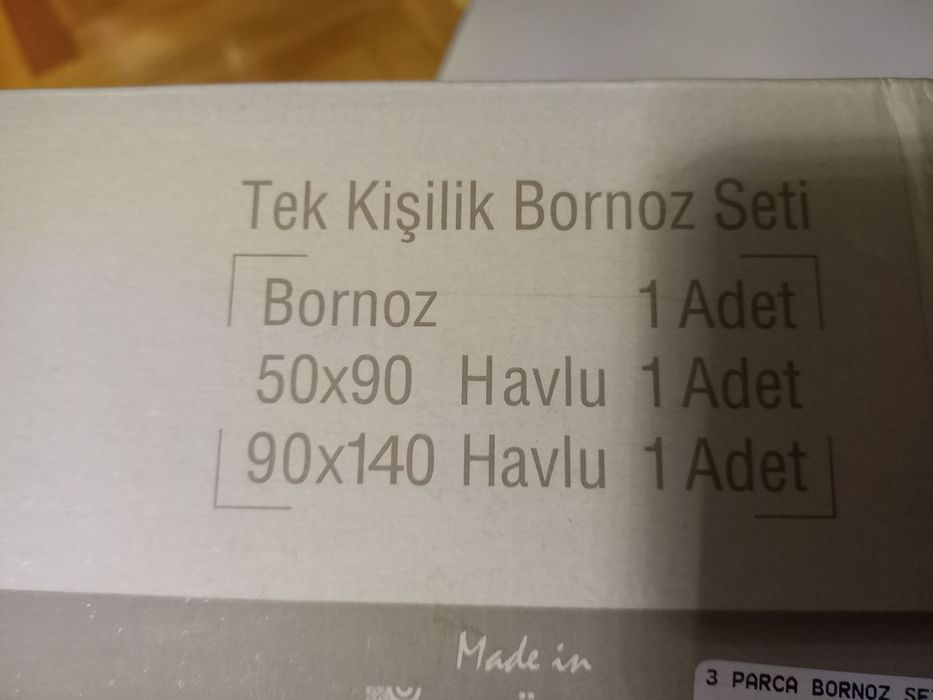 Tek Kişilik Bornoz Seti
Bornoz 1 Adet
50x90 Havlu 1 Adet
90x140 Havlu 1 Adet
Made in
3 PARCA BORNOZ